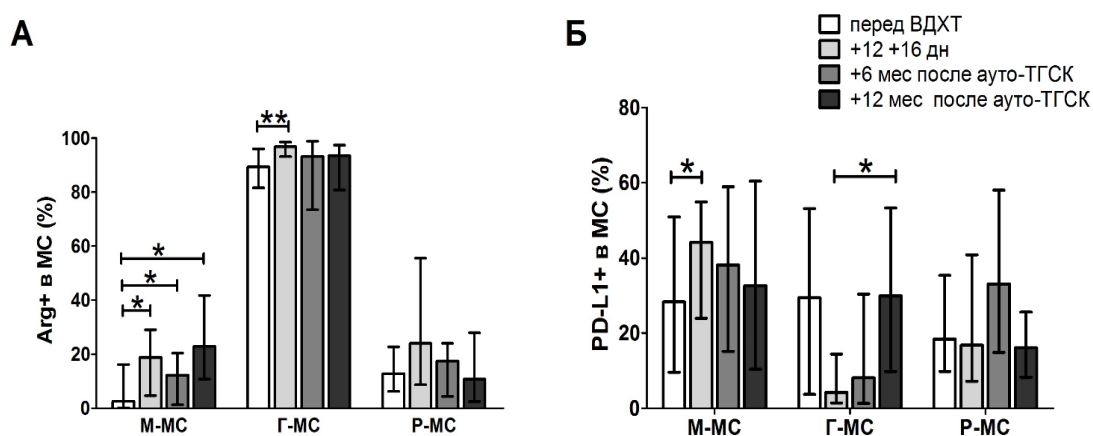 А
Б
перед ВДХТ
+12 +16 дн
+6 мес после ауто-ТГСК
+12 мес после ауто-ТГСК
Arg+ в МС (%)
100
80
60
40
20
0
**
*
*
*
М-МС
Г-МС
Р-МС
PD-L1+ в МС (%)
80
60
40
20
0
*
*
М-МС
Г-МС
Р-МС